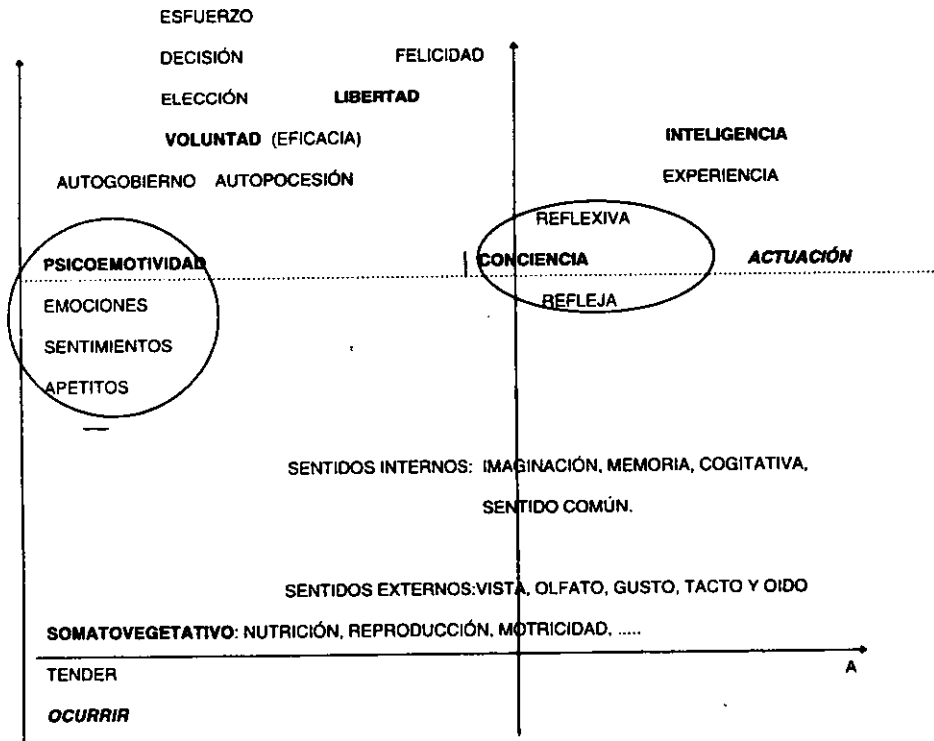 ESFUERZO
DECISIÓN FELICIDAD
ELECCIÓN LIBERTAD
VOLUNTAD (EFICACIA) INTELIGENCIA
AUTOGOBIERNO AUTOPOCESIÓN EXPERIENCIA
REFLEXIVA
PSICOEMOTIVIDAD CONCIENCIA ACTUACIÓN
EMOCIONES REFLEJA
SENTIMIENTOS
APETITOS
SENTIDOS INTERNOS: IMAGINACIÓN, MEMORIA, COGITATIVA,
SENTIDO COMÚN.
SENTIDOS EXTERNOS:VISTA, OLFATO, GUSTO, TACTO Y OIDO
SOMATOVEGETATIVO: NUTRICIÓN, REPRODUCCIÓN, MOTRICIDAD, .....
A
TENDER
OCURRIR